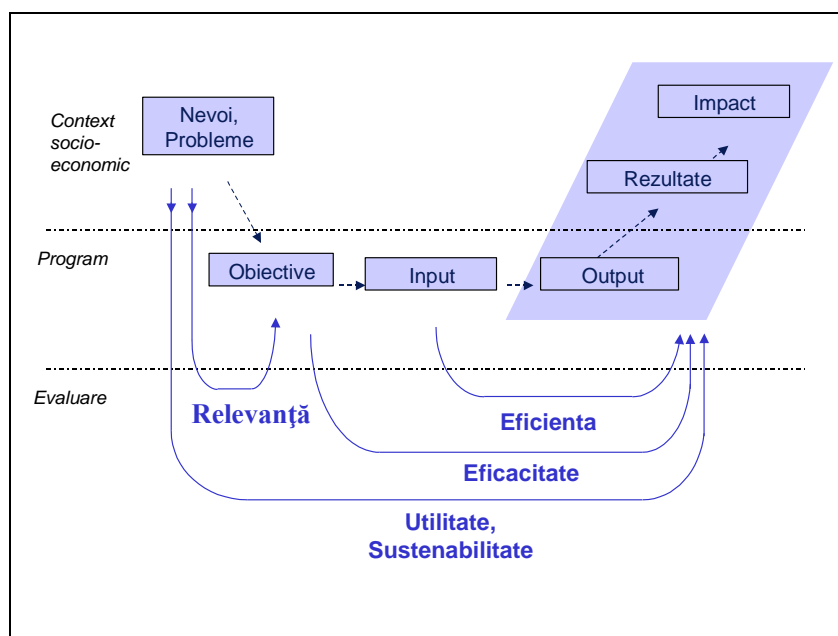 Impact
Context
socio-
economic
Nevoi,
Probleme
Rezultate
Program
Obiective
Input
Output
Evaluare
Relevanţă
Eficienta
Eficacitate
Utilitate,
Sustenabilitate